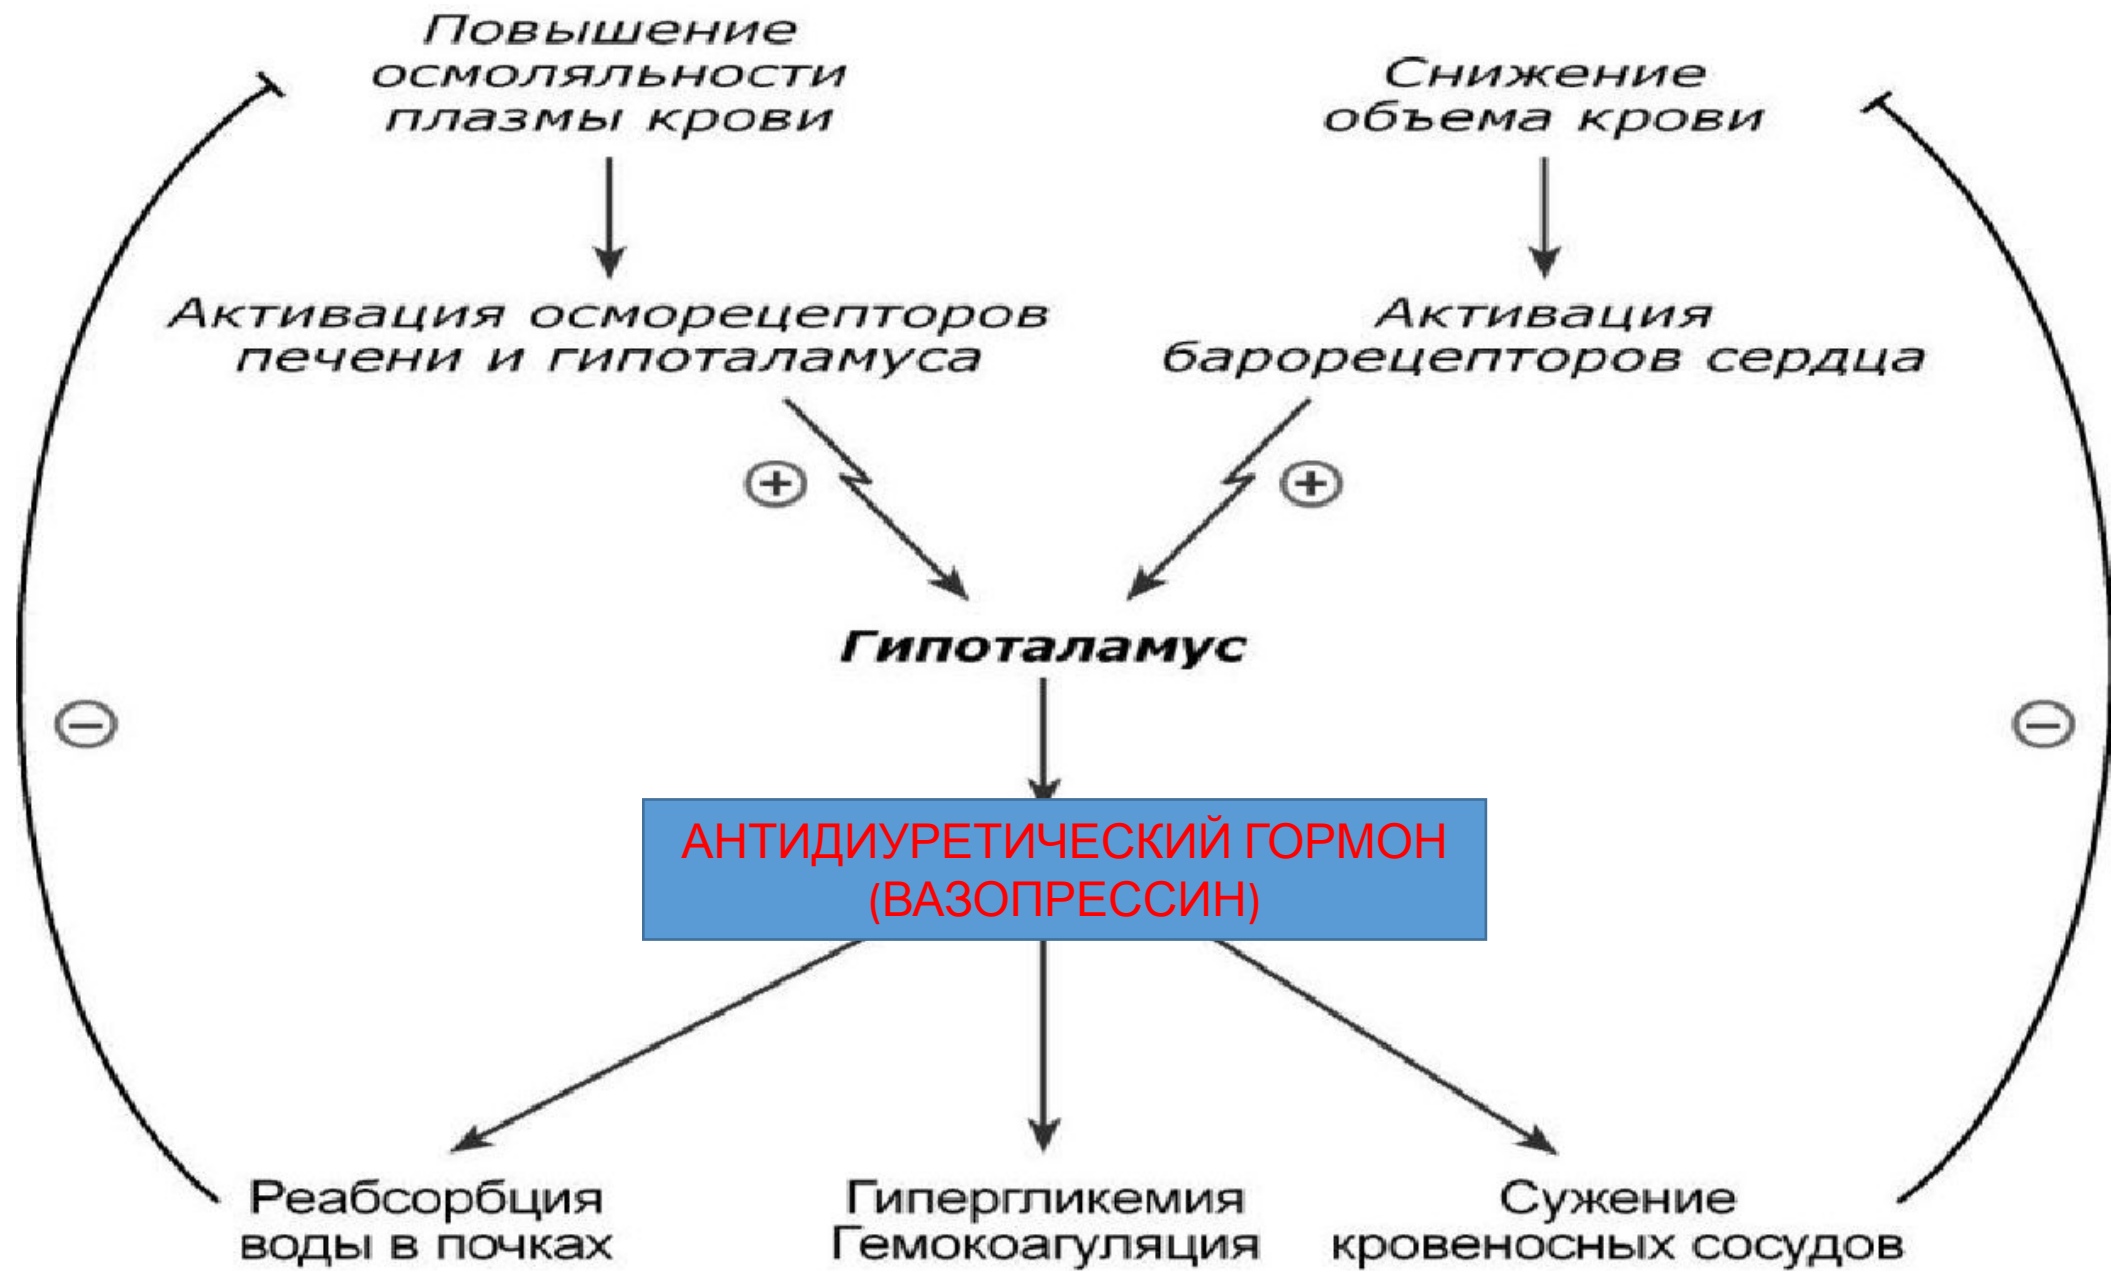 Повышение
осмоляльности
плазмы крови
Снижение
объема крови
Активация осморецепторов
печени и гипоталамуса
Активация
барорецепторов сердца
+
+
Гипоталамус
−
−
АНТИДИУРЕТИЧЕСКИЙ ГОРМОН
(ВАЗОПРЕССИН)
Реабсорбция
воды в почках
Гипергликемия
Гемокоагуляция
Сужение
кровеносных сосудов